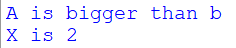 A is bigger than b
X is 2